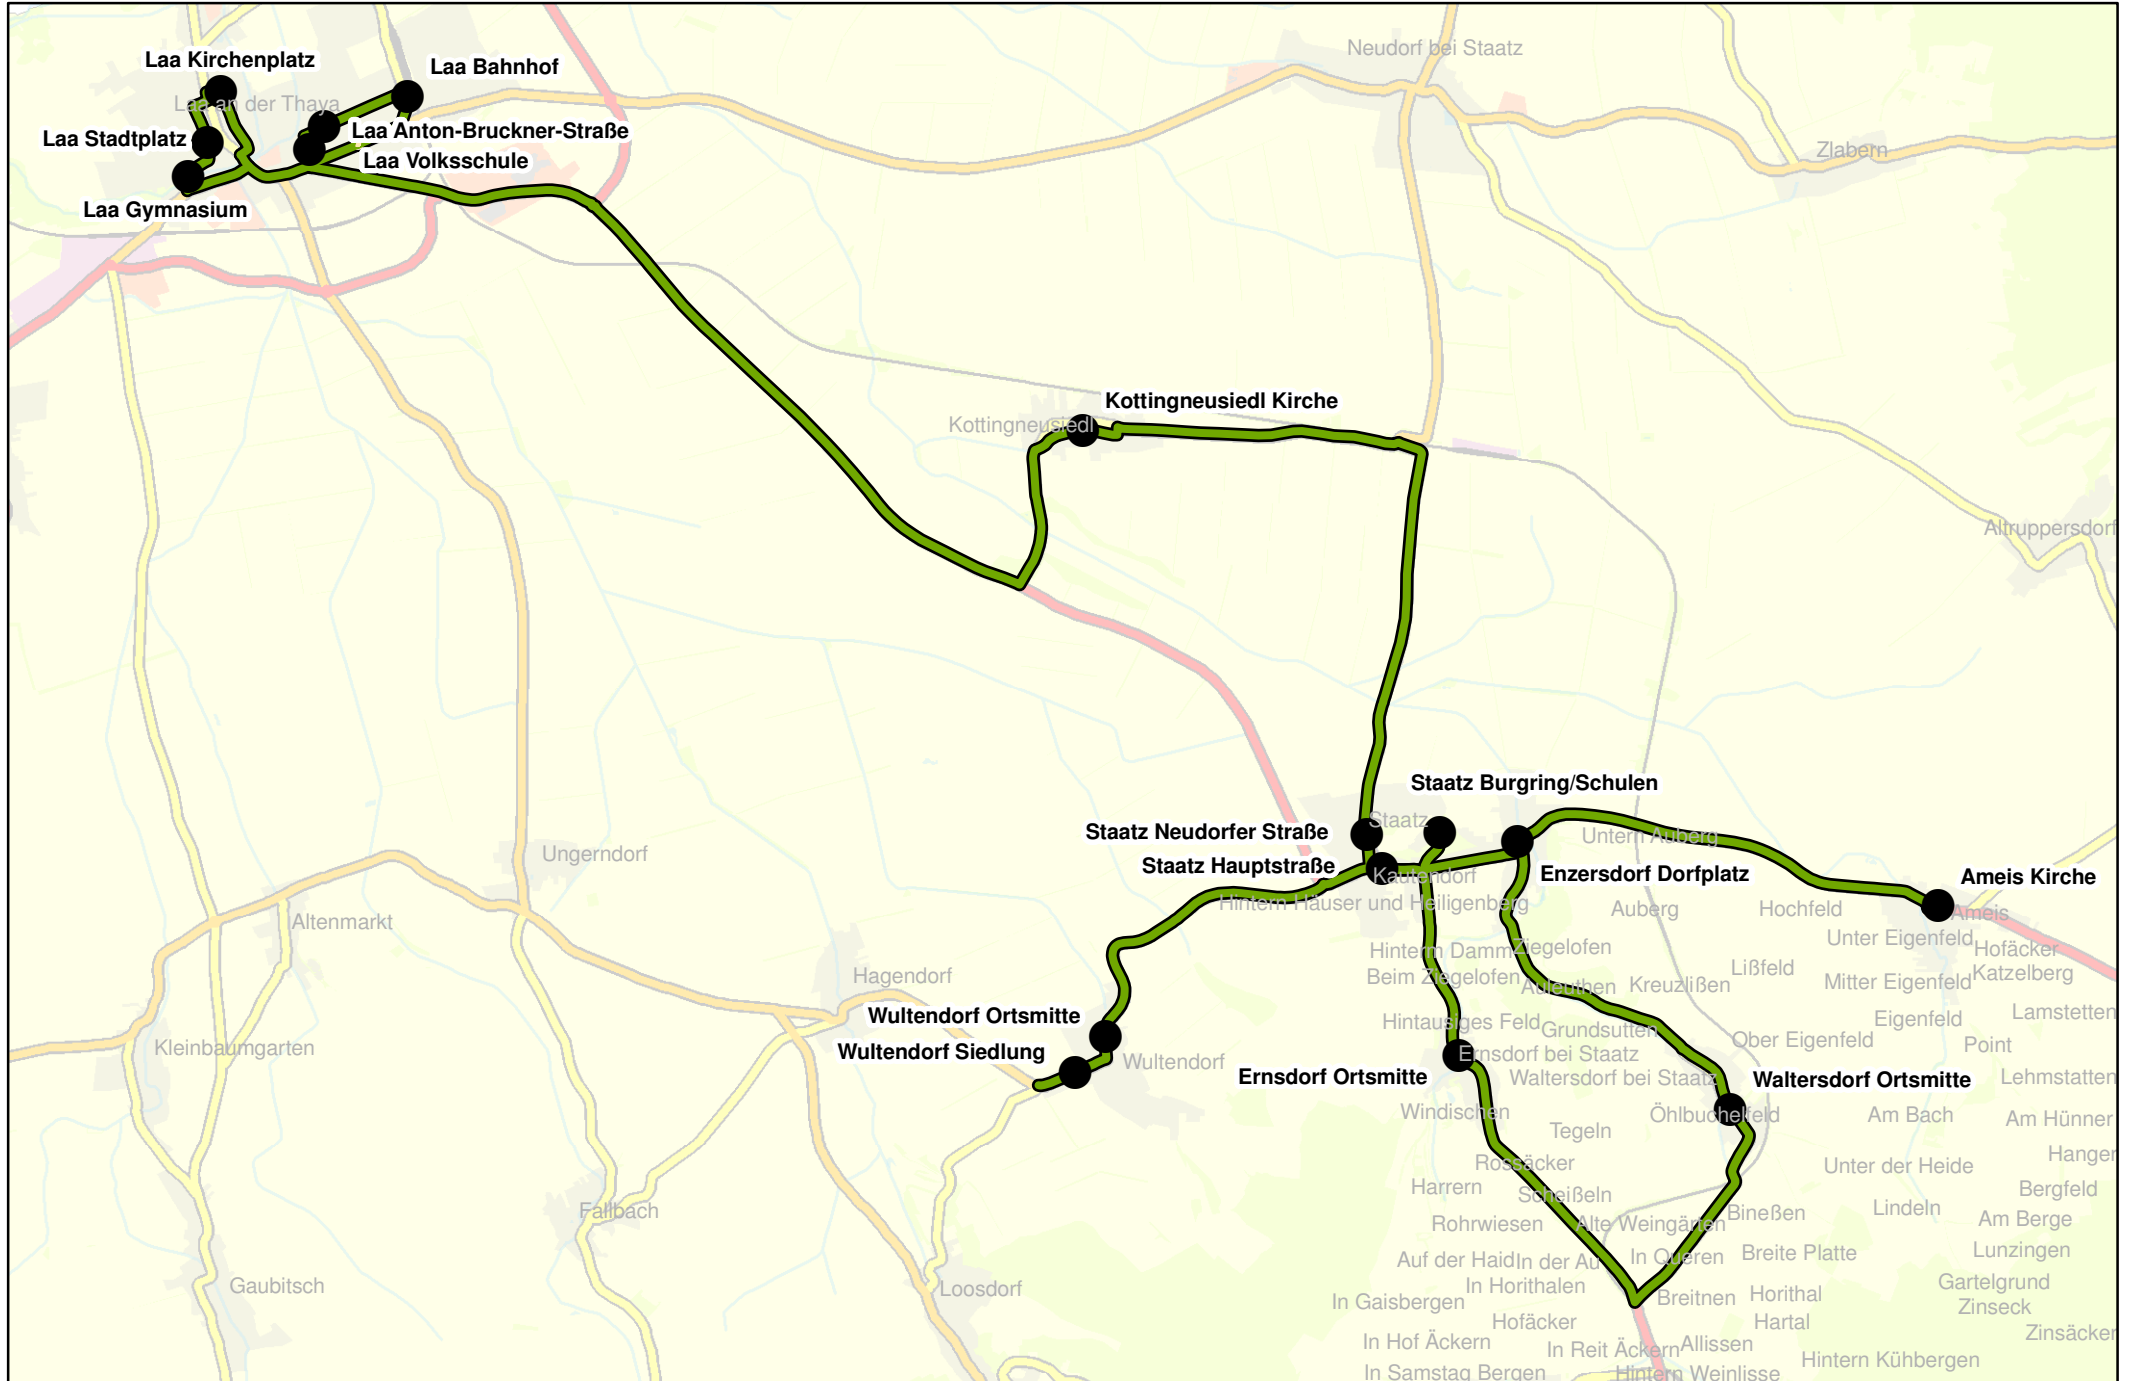 Neudorf bei Staatz
Laa Kirchenplatz
Laa Bahnhof
Laa an der Thaya
Laa Anton-Bruckner-Straße
Laa Stadtplatz
Laa Volksschule
Zlabern
Laa Gymnasium
Kottingneusiedl Kirche
Kottingneusiedl
Altruppersdorf
Staatz Burgring/Schulen
Staatz
Staatz Neudorfer Straße
Untern Auberg
Staatz Hauptstraße
Ungerndorf
Kautendorf
Enzersdorf Dorfplatz
Ameis Kirche
Hintern Häuser und Heiligenberg
Auberg
Hochfeld
Ameis
Altenmarkt
Unter Eigenfeld
Hofäcker
Hinterm Damm
Ziegelofen
Lißfeld
Katzelberg
Hagendorf
Beim Ziegelofen
Auleuthen
Kreuzlißen
Mitter Eigenfeld
Wultendorf Ortsmitte
Hintausiges Feld
Grundsutten
Eigenfeld
Lamstetten
Kleinbaumgarten
Wultendorf Siedlung
Wultendorf
Ernsdorf bei Staatz
Ober Eigenfeld
Point
Ernsdorf Ortsmitte
Waltersdorf bei Staatz
Waltersdorf Ortsmitte
Lehmstatten
Windischen
Öhlbuchelfeld
Am Bach
Am Hünner
Tegeln
Hanger
Rossäcker
Unter der Heide
Harrern
Scheißeln
Bergfeld
Fallbach
Rohrwiesen
Alte Weingärten
Bineßen
Lindeln
Am Berge
Auf der Haid
In der Au
In Queren
Breite Platte
Lunzingen
Gaubitsch
Loosdorf
In Horithalen
Gartelgrund
In Gaisbergen
Breitnen
Horithal
Zinseck
Hofäcker
Hartal
In Hof Äckern
In Reit Äckern
Allissen
Zinsäcker
Hintern Kühbergen
In Samstag Bergen
Hintern Weinlisse